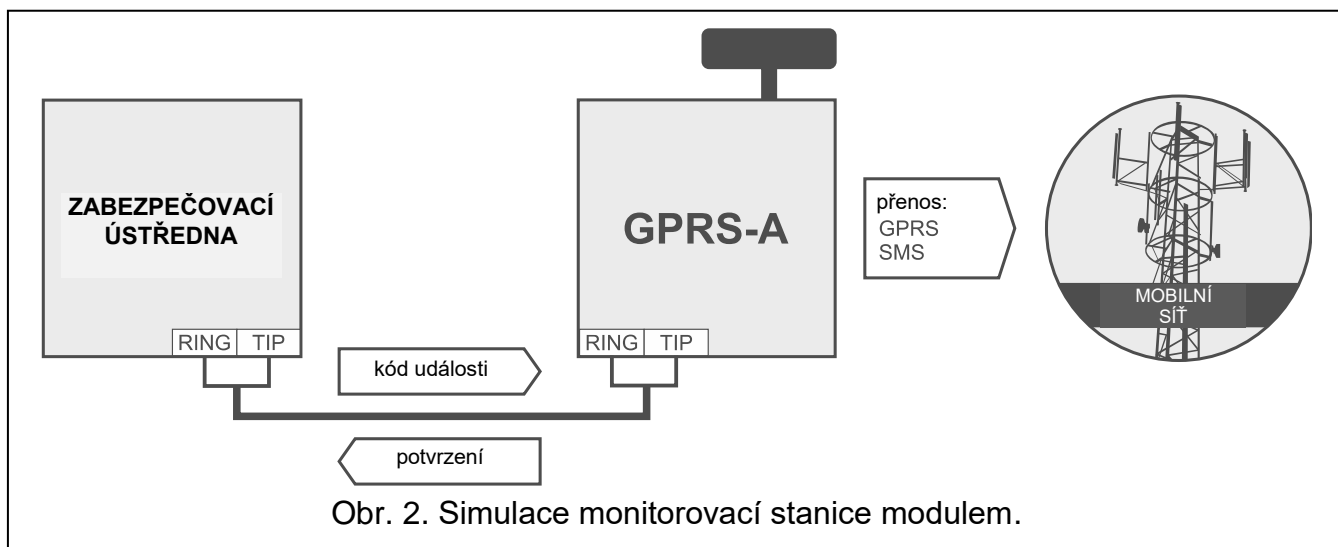 ZABEZPEČOVACÍ
ÚSTŘEDNA
RING TIP
GPRS-A
RING TIP
přenos:
GPRS
SMS
MOBILNÍ
SÍŤ
kód události
potvrzení
Obr. 2. Simulace monitorovací stanice modulem.